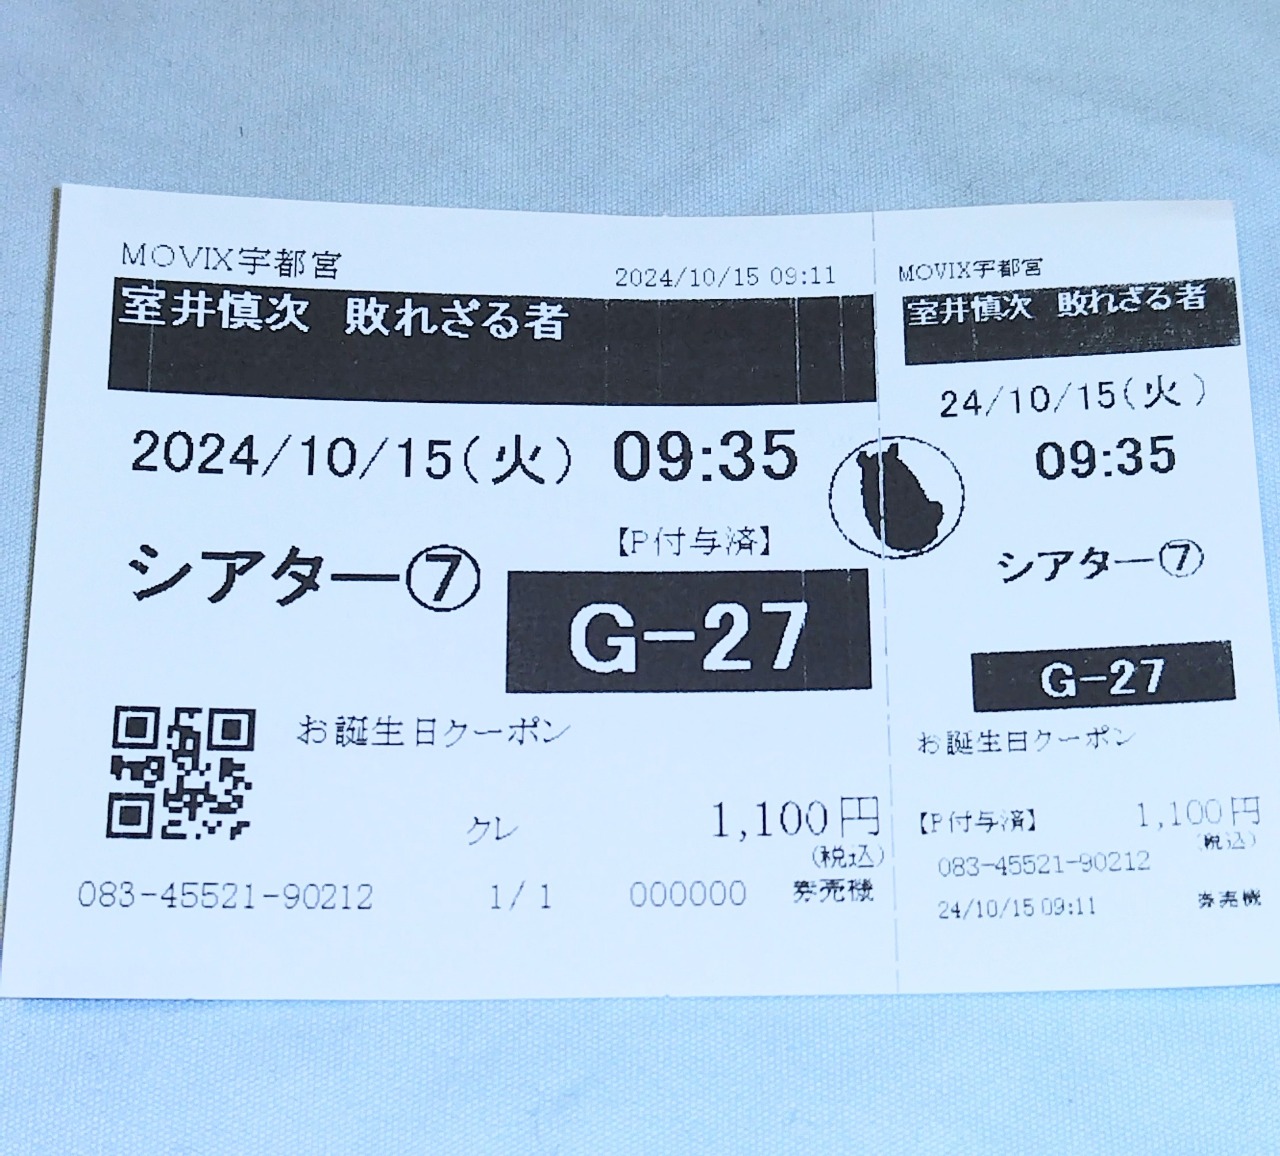 MOVIX宇都宮
2024/10/15 09:11
室井慎次 敗れざる者
2024/10/15(火) 09:35
【P付与済】
シアター⑦
G-27
お誕生日クーポン
クレ 1,100円
(税込)
083-45521-90212 1/1 000000 券売機
MOVIX宇都宮
室井慎次 敗れざる者
24/10/15(火)
09:35
シアター⑦
G-27
お誕生日クーポン
【P付与済】 1,100円
(税込)
083-45521-90212
24/10/15 09:11 券売機